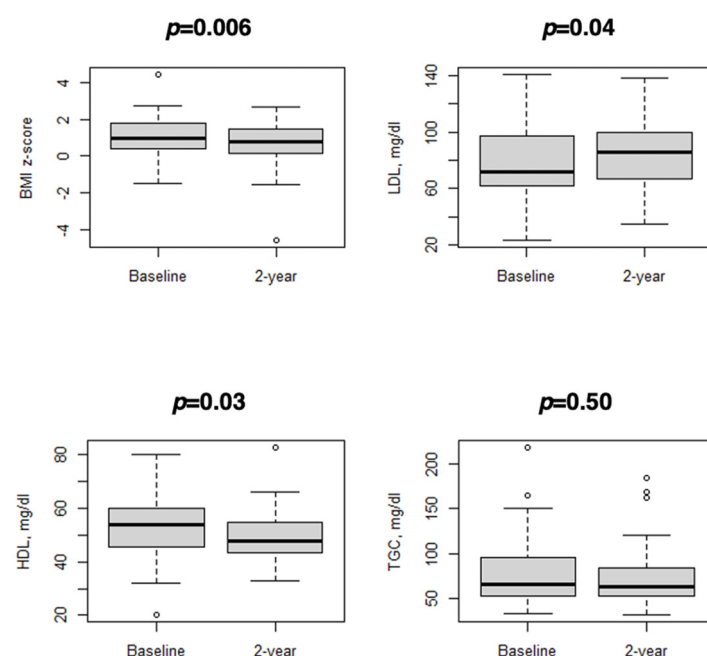 p=0.006
4
2
0
-2
-4
BMI z-score
Baseline 2-year
p=0.04
140
100
60
20
LDL, mg/dl
Baseline 2-year
p=0.03
80
60
40
20
HDL, mg/dl
Baseline 2-year
p=0.50
200
150
100
50
TGC, mg/dl
Baseline 2-year